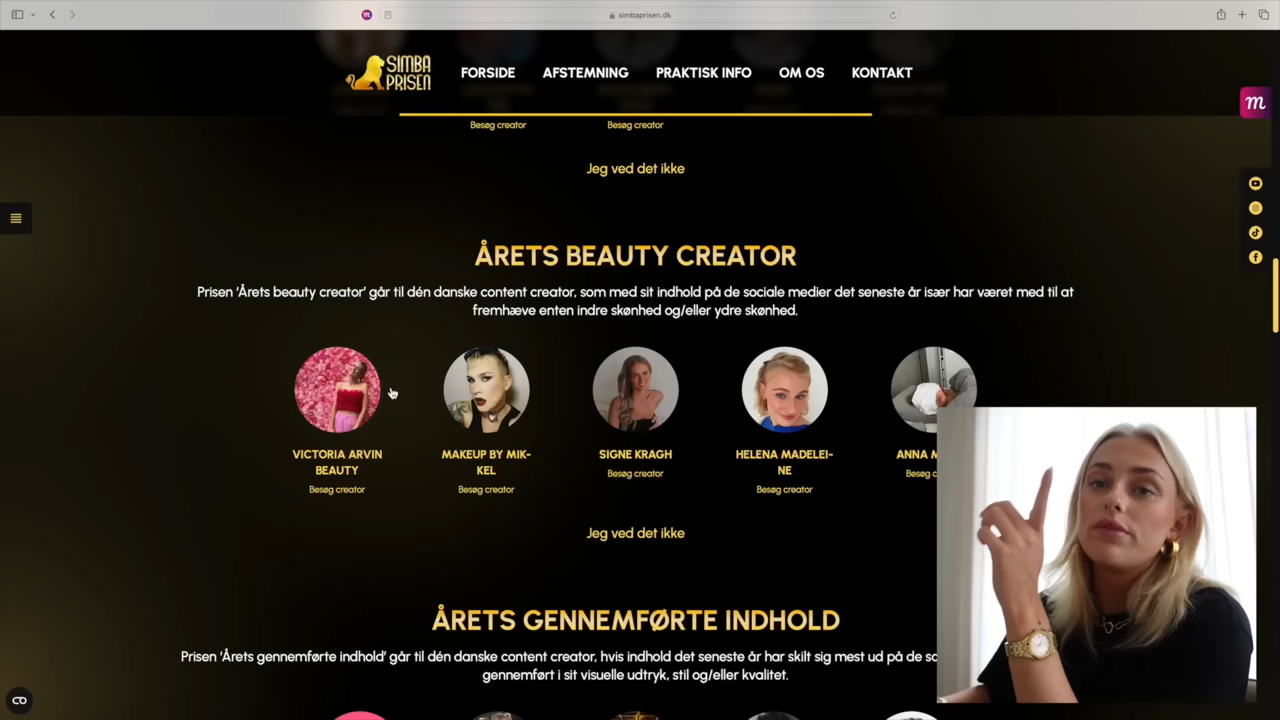 simbaprisen.dk
SIMBA
PRISEN
FORSIDE
AFSTEMNING
PRAKTISK INFO
OM OS
KONTAKT
m
m
Besøg creator
Besøg creator
Jeg ved det ikke
ÅRETS BEAUTY CREATOR
Prisen ‘Årets beauty creator’ går til dén danske content creator, som med sit indhold på de sociale medier det seneste år især har været med til at
fremhæve enten indre skønhed og/eller ydre skønhed.
VICTORIA ARVIN
BEAUTY
Besøg creator
MAKEUP BY MIK-
KEL
Besøg creator
SIGNE KRAGH
Besøg creator
HELENA MADELEI-
NE
Besøg creator
ANNA
Jeg ved det ikke
ÅRETS GENNEMFØRTE INDHOLD
Prisen ‘Årets gennemførte indhold’ går til dén danske content creator, hvis indhold det seneste år har skilt sig mest ud på de
gennemført i sit visuelle udtryk, stil og/eller kvalitet.